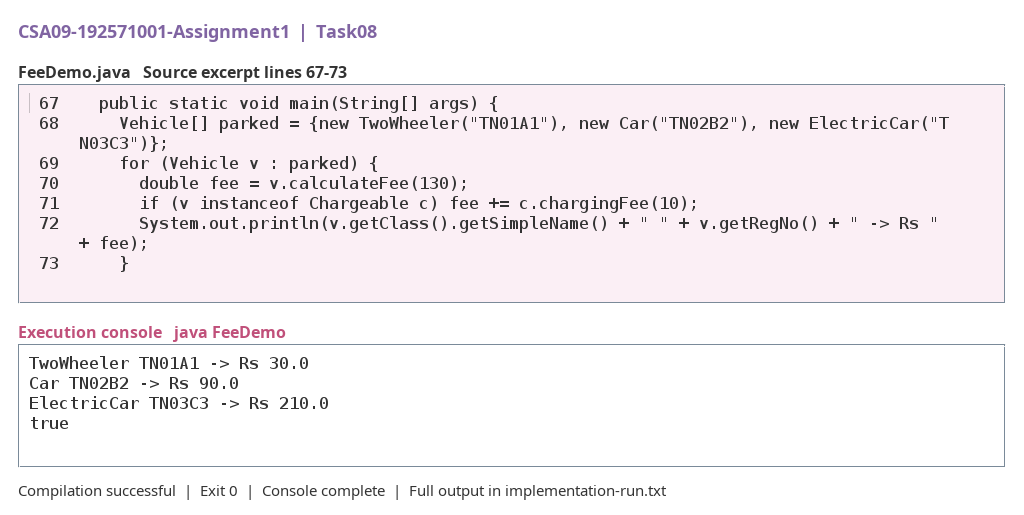 CSA09-192571001-Assignment1 | Task08
FeeDemo.java Source excerpt lines 67-73
67    public static void main(String[] args) {
68      Vehicle[] parked = {new TwoWheeler("TN01A1"), new Car("TN02B2"), new ElectricCar("T
N03C3")};
69      for (Vehicle v : parked) {
70        double fee = v.calculateFee(130);
71        if (v instanceof Chargeable c) fee += c.chargingFee(10);
72        System.out.println(v.getClass().getSimpleName() + " " + v.getRegNo() + " -> Rs "
+ fee);
73      }
Execution console java FeeDemo
TwoWheeler TN01A1 -> Rs 30.0
Car TN02B2 -> Rs 90.0
ElectricCar TN03C3 -> Rs 210.0
true
Compilation successful | Exit 0 | Console complete | Full output in implementation-run.txt